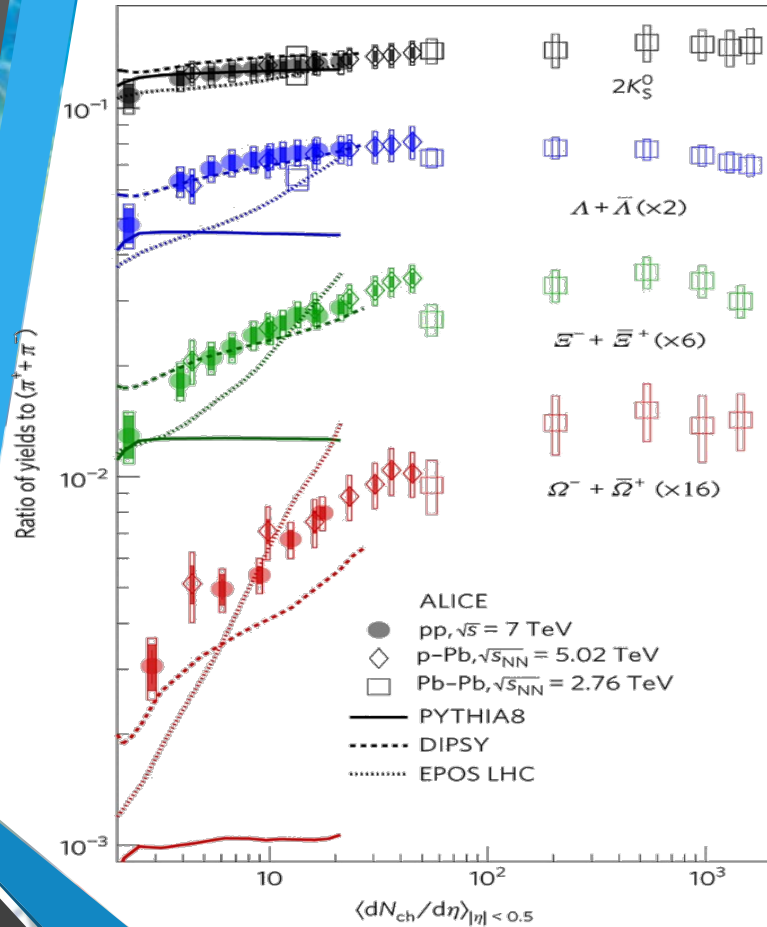 Ratio of yields to (π⁺+ π⁻)
10⁻¹
2K⁰S
Λ + Λ̅ (×2)
Ξ⁻ + Ξ̅⁺ (×6)
10⁻²
Ω⁻ + Ω̅⁺ (×16)
ALICE
pp, √s = 7 TeV
p–Pb, √sNN = 5.02 TeV
Pb–Pb, √sNN = 2.76 TeV
PYTHIA8
DIPSY
EPOS LHC
10⁻³
10 10² 10³
⟨dNch/dη⟩|η| < 0.5